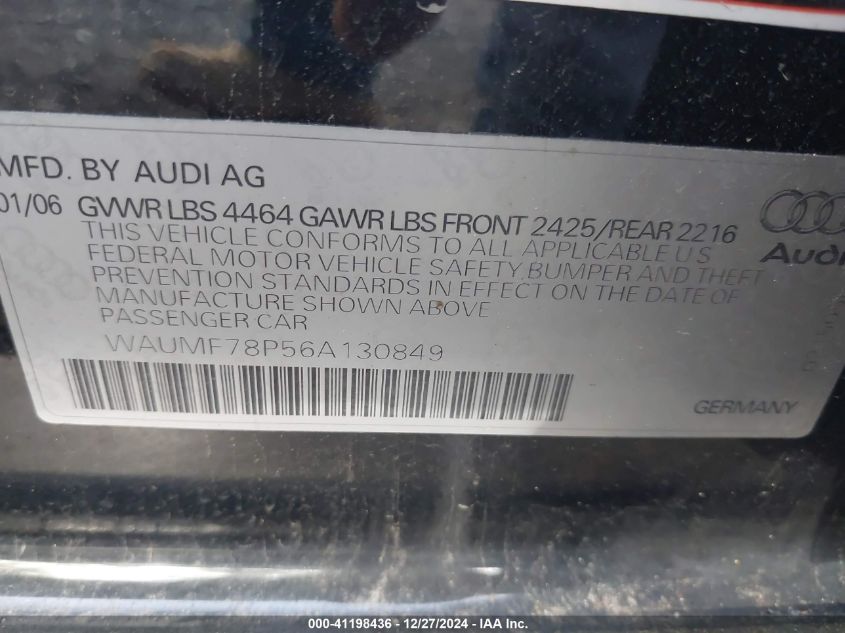 MFD. BY AUDI AG
01/06 GVWR LBS 4464 GAWR LBS FRONT 2425/REAR 2216
THIS VEHICLE CONFORMS TO ALL APPLICABLE U S
FEDERAL MOTOR VEHICLE SAFETY, BUMPER AND THEFT
PREVENTION STANDARDS IN EFFECT ON THE DATE OF
MANUFACTURE SHOWN ABOVE
PASSENGER CAR
WAUMF78P56A130849
Audi
GERMANY
000-41198436 - 12/27/2024 - IAA Inc.